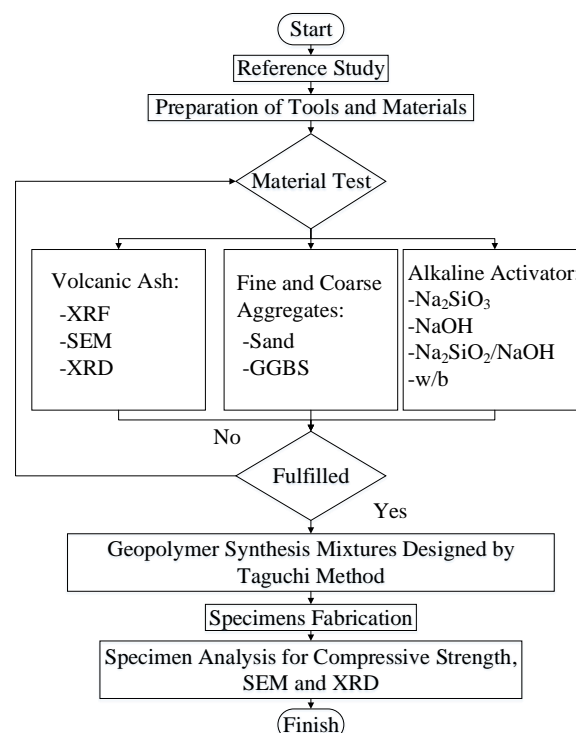 Start
Reference Study
Preparation of Tools and Materials
Material Test
Volcanic Ash:
-XRF
-SEM
-XRD
Fine and Coarse
Aggregates:
-Sand
-GGBS
Alkaline Activator:
-Na₂SiO₃
-NaOH
-Na₂SiO₂/NaOH
-w/b
No
Fulfilled
Yes
Geopolymer Synthesis Mixtures Designed by
Taguchi Method
Specimens Fabrication
Specimen Analysis for Compressive Strength,
SEM and XRD
Finish